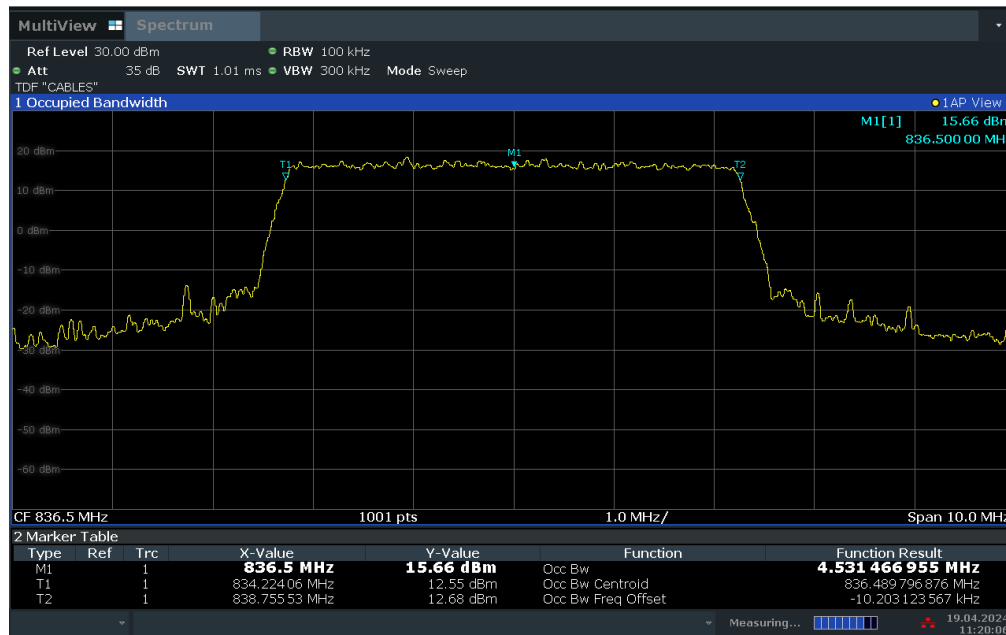 MultiView Spectrum
Ref Level 30.00 dBm RBW 100 kHz
Att 35 dB SWT 1.01 ms VBW 300 kHz Mode Sweep
TDF "CABLES"
1 Occupied Bandwidth 1AP View
M1[1] 15.66 dBm
836.500 00 MH
20 dBm
M1
T1 T2
10 dBm
0 dBm
-10 dBm
-20 dBm
-30 dBm
-40 dBm
-50 dBm
-60 dBm
CF 836.5 MHz 1001 pts 1.0 MHz/ Span 10.0 MHz
2 Marker Table
Type Ref Trc X-Value Y-Value Function Function Result
M1 1 836.5 MHz 15.66 dBm Occ Bw 4.531 466 955 MHz
T1 1 834.224 06 MHz 12.55 dBm Occ Bw Centroid 836.489 796 876 MHz
T2 1 838.755 53 MHz 12.68 dBm Occ Bw Freq Offset -10.203 123 567 kHz
Measuring... 19.04.2024
11:20:06